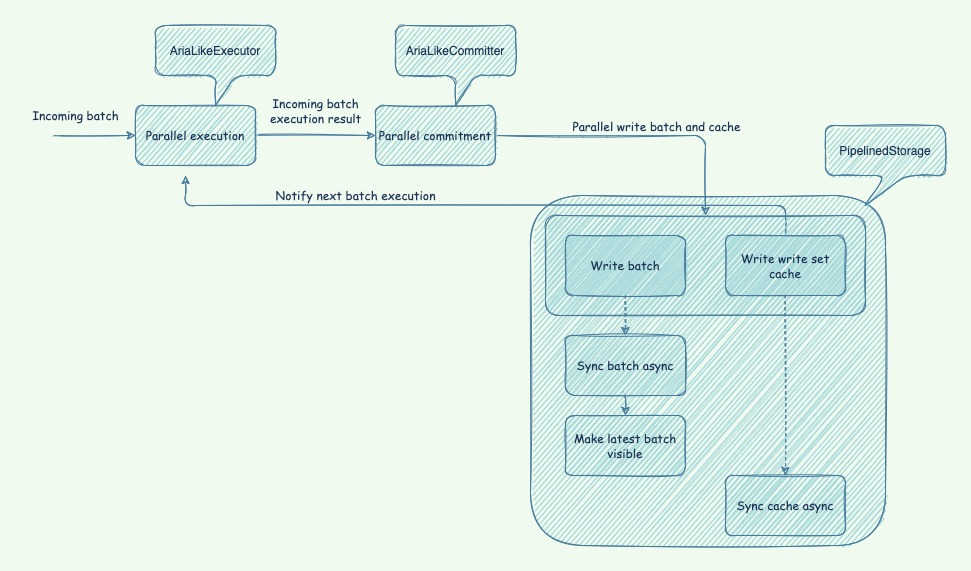 AriaLikeExecutor
AriaLikeCommitter
Incoming batch
Incoming batch
execution result
Parallel execution
Parallel commitment
Parallel write batch and cache
PipelinedStorage
Notify next batch execution
Write batch
Write write set
cache
Sync batch async
Make latest batch
visible
Sync cache async